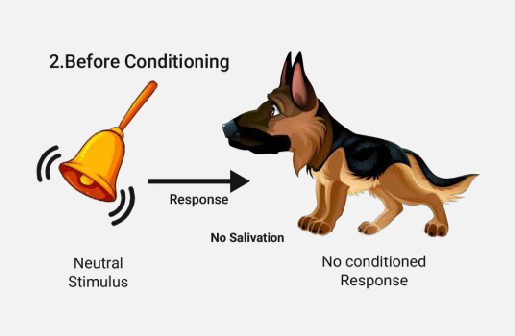 2.Before Conditioning
Response
No Salivation
Neutral
Stimulus
No conditioned
Response